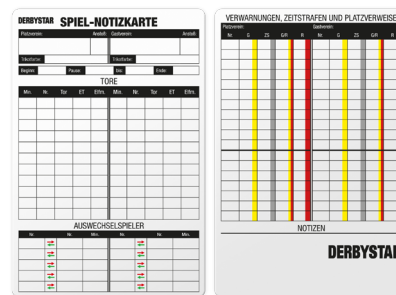 DERBYSTAR SPIEL-NOTIZKARTE
Platzverein: Anstoß: Gastverein: Anstoß:
Trikotfarbe: Trikotfarbe:
Beginn: Pause: bis: Ende:
TORE
Min. Nr. Tor ET Elfm. Min. Nr. Tor ET Elfm.
AUSWECHSELSPIELER
Nr. Nr. Min. Nr. Nr. Min.
VERWARNUNGEN, ZEITSTRAFEN UND PLATZVERWEISE
Platzverein: Gastverein:
Nr. G ZS G/R R Nr. G ZS G/R R
NOTIZEN
DERBYSTAR